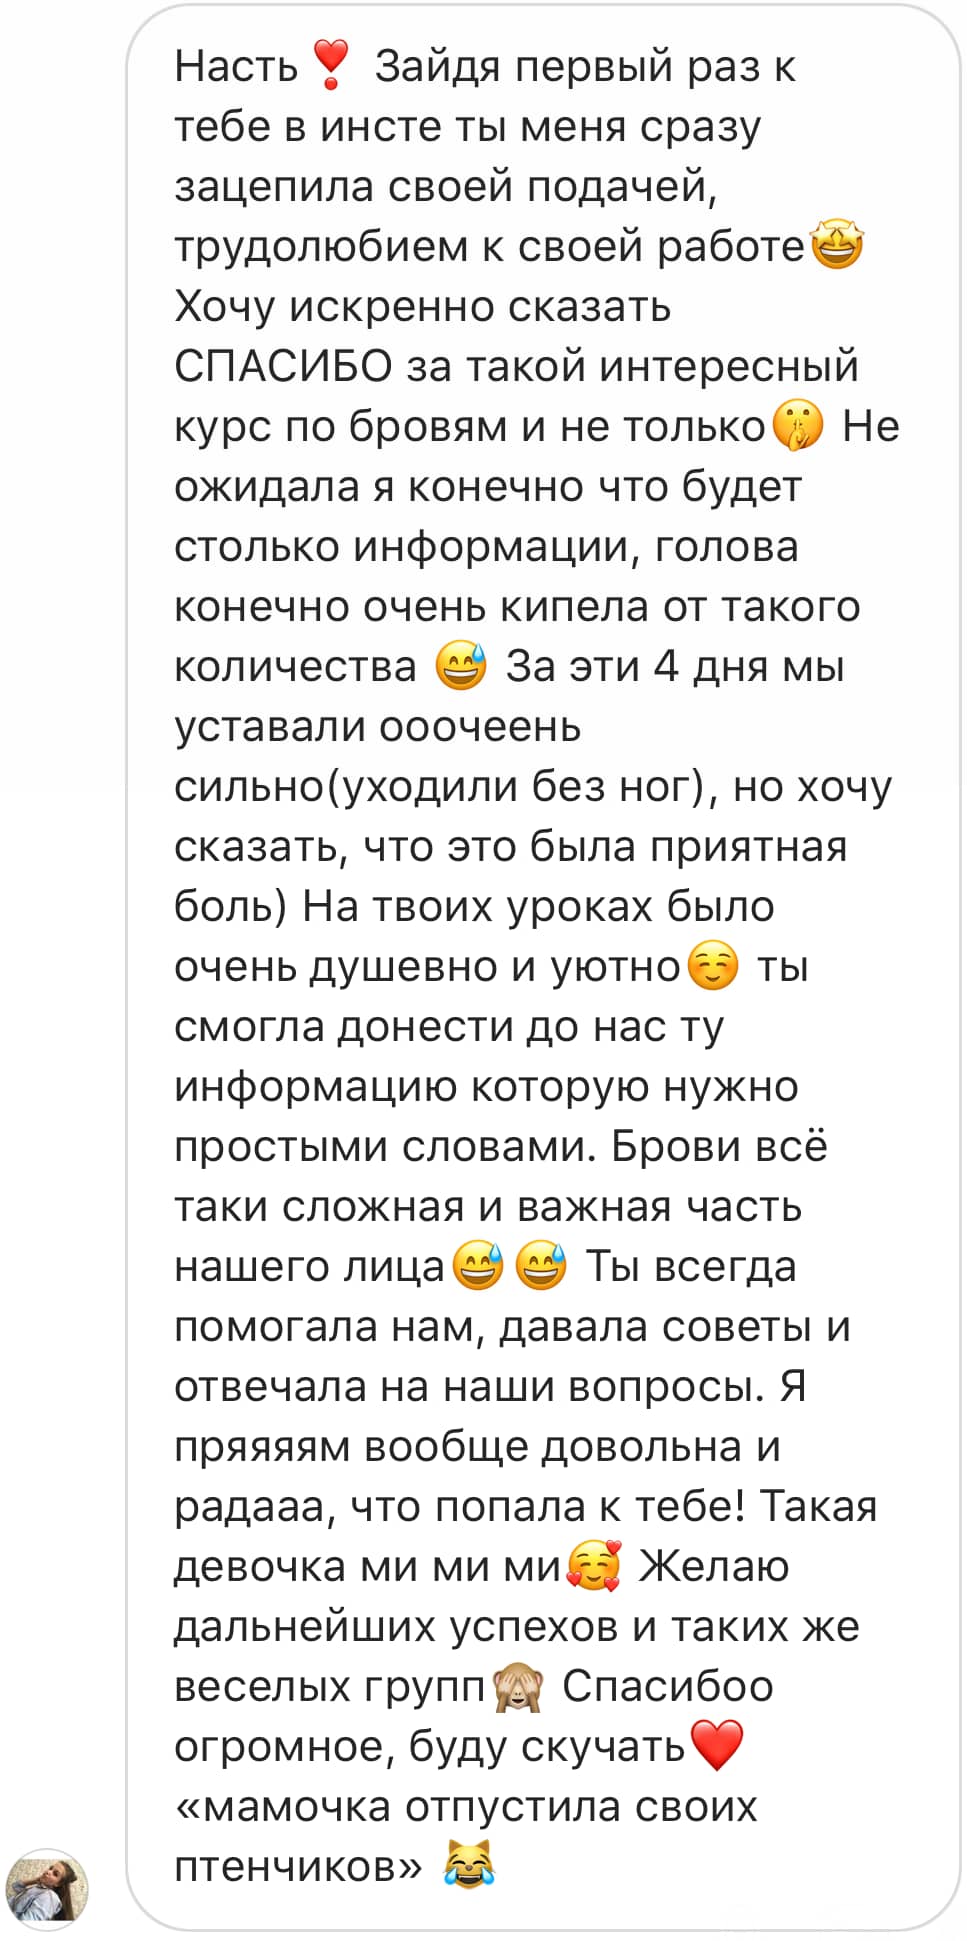 Насть❣️ Зайдя первый раз к
тебе в инсте ты меня сразу
зацепила своей подачей,
трудолюбием к своей работе🤩
Хочу искренно сказать
СПАСИБО за такой интересный
курс по бровям и не только🤫 Не
ожидала я конечно что будет
столько информации, голова
конечно очень кипела от такого
количества 😅 За эти 4 дня мы
уставали ооочеень
сильно(уходили без ног), но хочу
сказать, что это была приятная
боль) На твоих уроках было
очень душевно и уютно☺️ ты
смогла донести до нас ту
информацию которую нужно
простыми словами. Брови всё
таки сложная и важная часть
нашего лица😅😅 Ты всегда
помогала нам, давала советы и
отвечала на наши вопросы. Я
пряяяям вообще довольна и
радааа, что попала к тебе! Такая
девочка ми ми ми🥰 Желаю
дальнейших успехов и таких же
веселых групп🙈 Спасибоо
огромное, буду скучать❤️
«мамочка отпустила своих
птенчиков» 😹